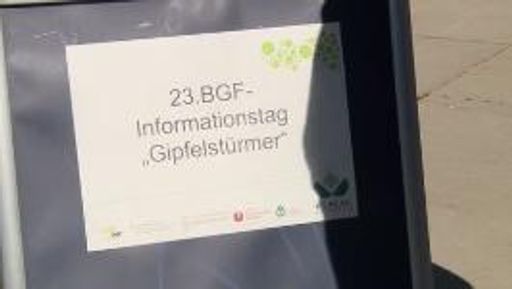 23.BGF-
Informationstag
„Gipfelstürmer“